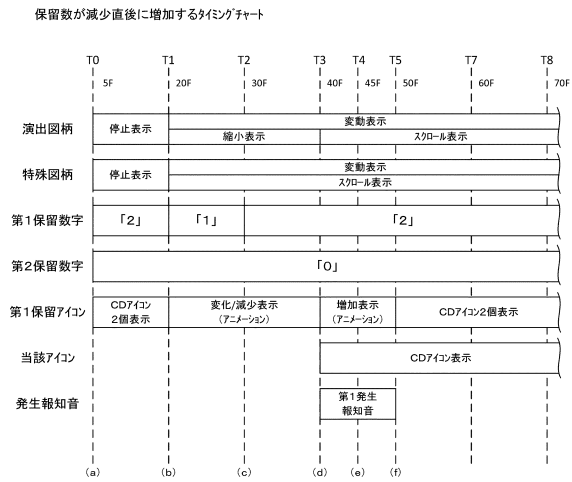 保留数が減少直後に増加するタイミングチャート
T0 T1 T2 T3 T4 T5 T7 T8
5F 20F 30F 40F 45F 50F 60F 70F
演出図柄
停止表示
変動表示
縮小表示
スクロール表示
特殊図柄
停止表示
変動表示
スクロール表示
第1保留数字
「2」
「1」
「2」
第2保留数字
「0」
第1保留アイコン
CDアイコン
2個表示
変化/減少表示
(アニメーション)
増加表示
(アニメーション)
CDアイコン2個表示
当該アイコン
CDアイコン表示
発生報知音
第1発生
報知音
(a) (b) (c) (d) (e) (f)